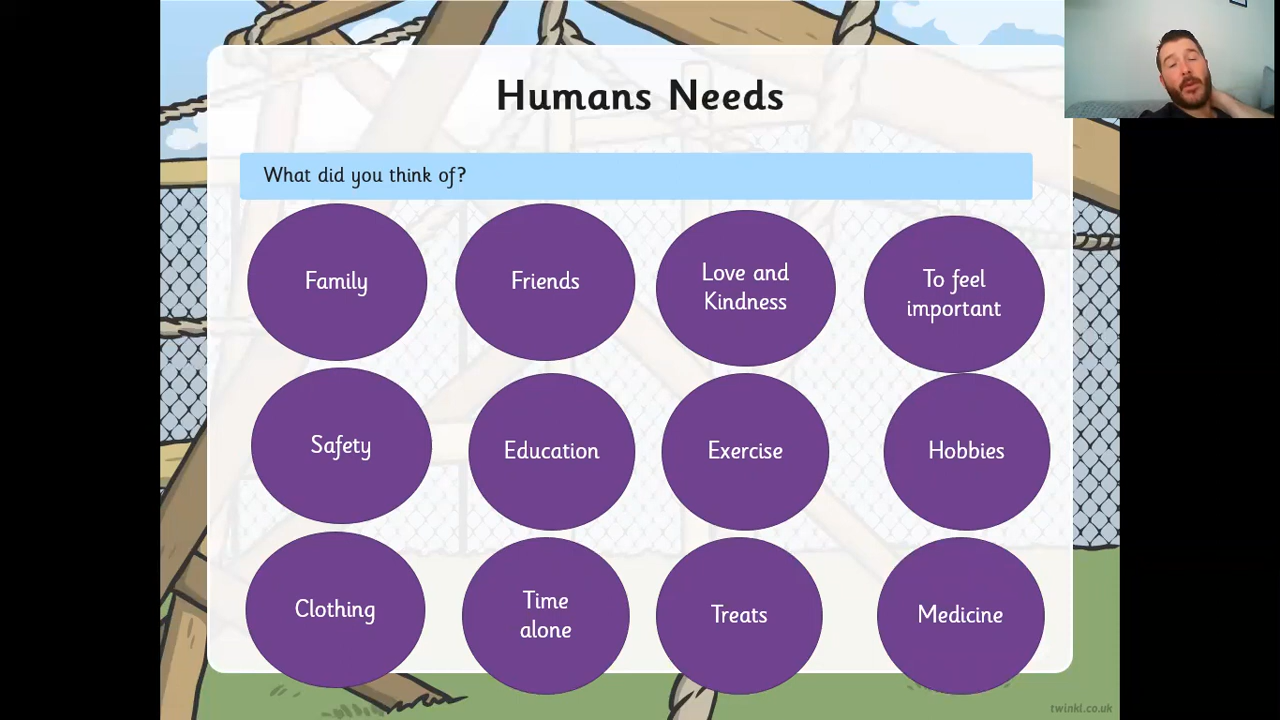 Humans Needs
What did you think of?
Family
Friends
Love and
Kindness
To feel
important
Safety
Education
Exercise
Hobbies
Clothing
Time
alone
Treats
Medicine
twinkl.co.uk